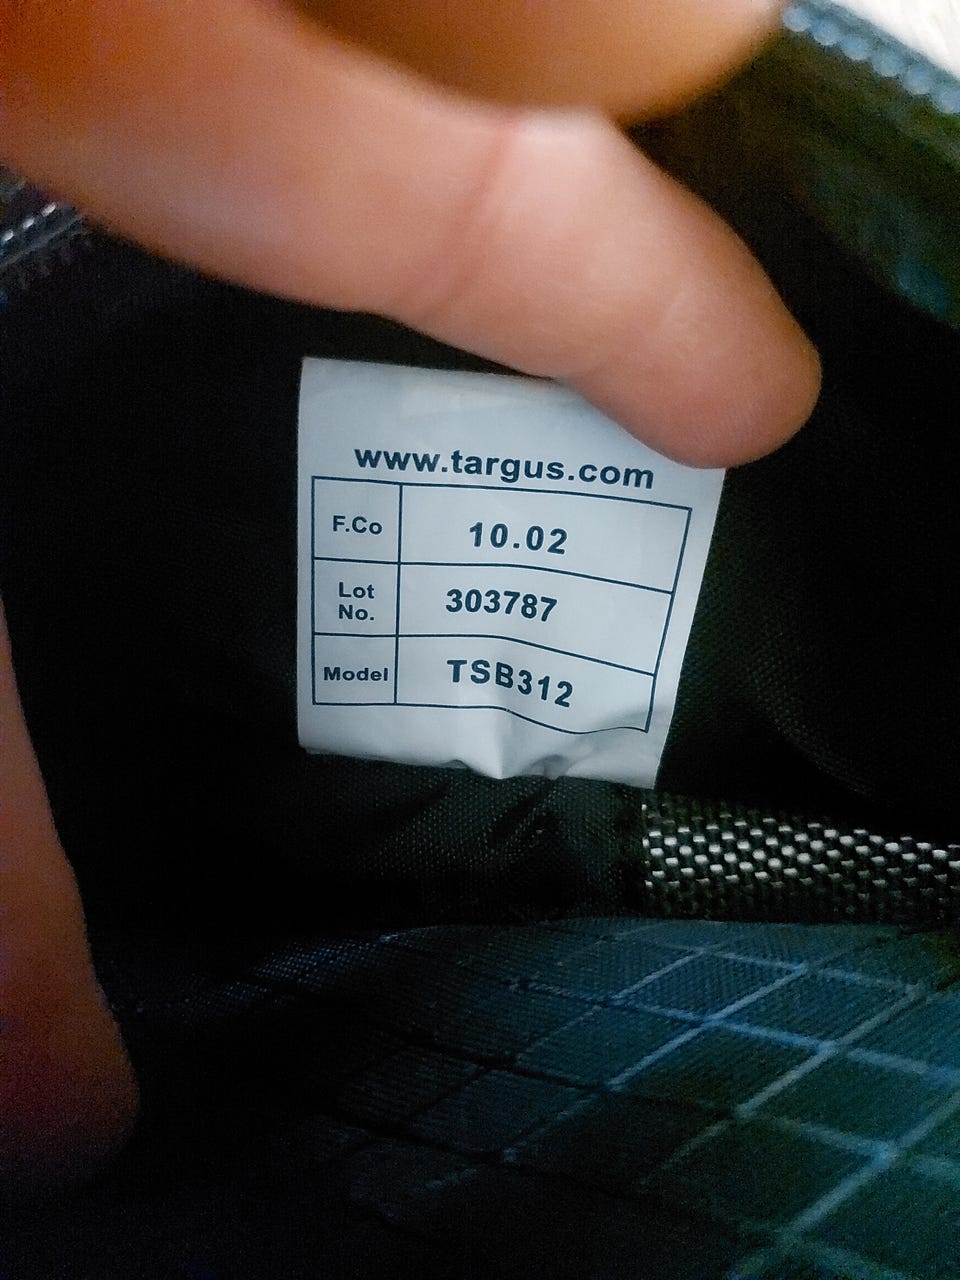 www.targus.com
F.Co 10.02
Lot No. 303787
Model TSB312